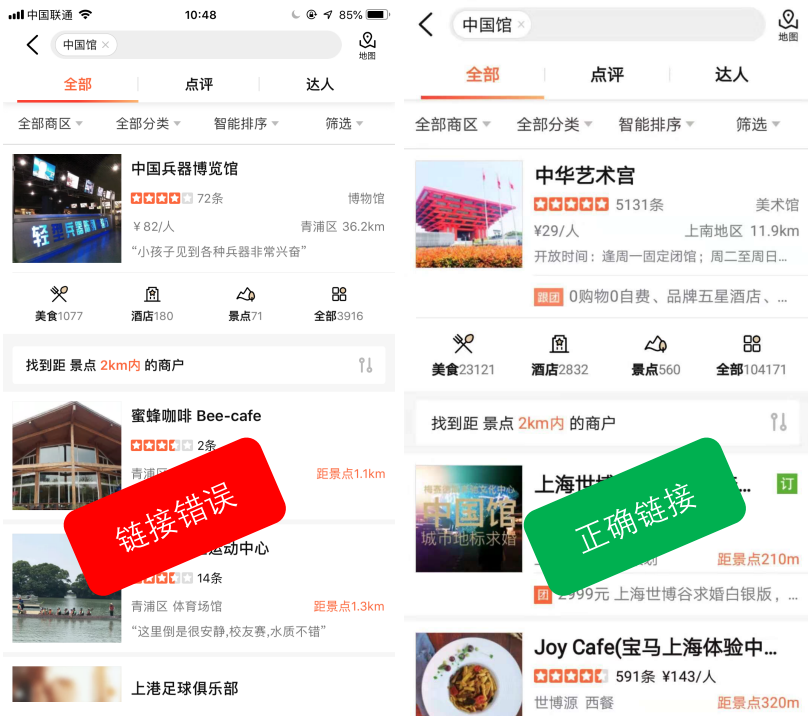 中国联通 10:48 85%
中国馆 ×
地图
全部 点评 达人
全部商区 全部分类 智能排序 筛选
中国兵器博览馆
72条 博物馆
￥82/人 青浦区 36.2km
“小孩子见到各种兵器非常兴奋”
美食1077 酒店180 景点71 全部3916
找到距 景点 2km内 的商户
蜜蜂咖啡 Bee-cafe
2条
青浦区 距景点1.1km
链接错误
运动中心
14条
青浦区 体育场馆 距景点1.3km
“这里倒是很安静,校友赛,水质不错”
上港足球俱乐部
中国馆 ×
地图
全部 点评 达人
全部商区 全部分类 智能排序 筛选
中华艺术宫
5131条 美术馆
¥29/人 上南地区 11.9km
开放时间：逢周一固定闭馆；周二至周日...
跟团 0购物0自费、品牌五星酒店、...
美食23121 酒店2832 景点560 全部104171
找到距 景点 2km内 的商户
上海世博 ... 订
中国馆
城市地标求婚
正确链接
距景点210m
团 2999元 上海世博谷求婚白银版，...
Joy Cafe(宝马上海体验中...
591条 ¥143/人
世博源 西餐 距景点320m